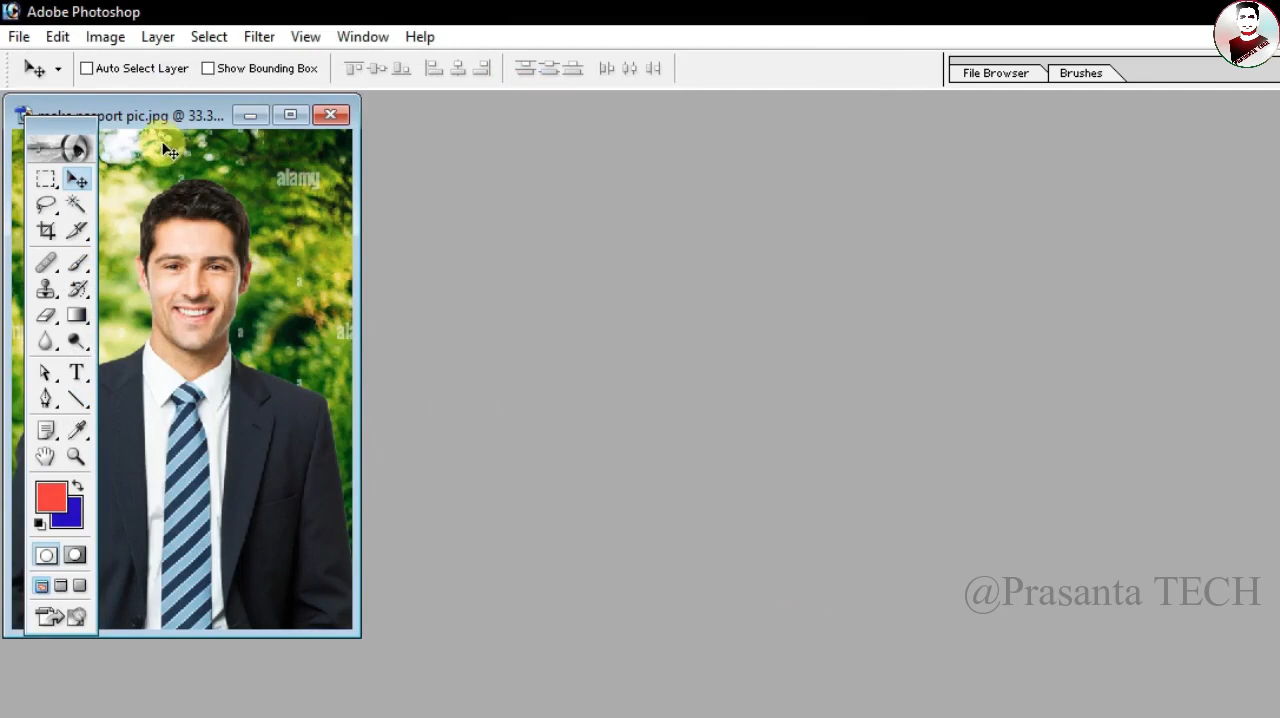 Adobe Photoshop
File Edit Image Layer Select Filter View Window Help
Auto Select Layer Show Bounding Box
File Browser Brushes
port pic.jpg @ 33.3...
alamy
T
@Prasanta TECH